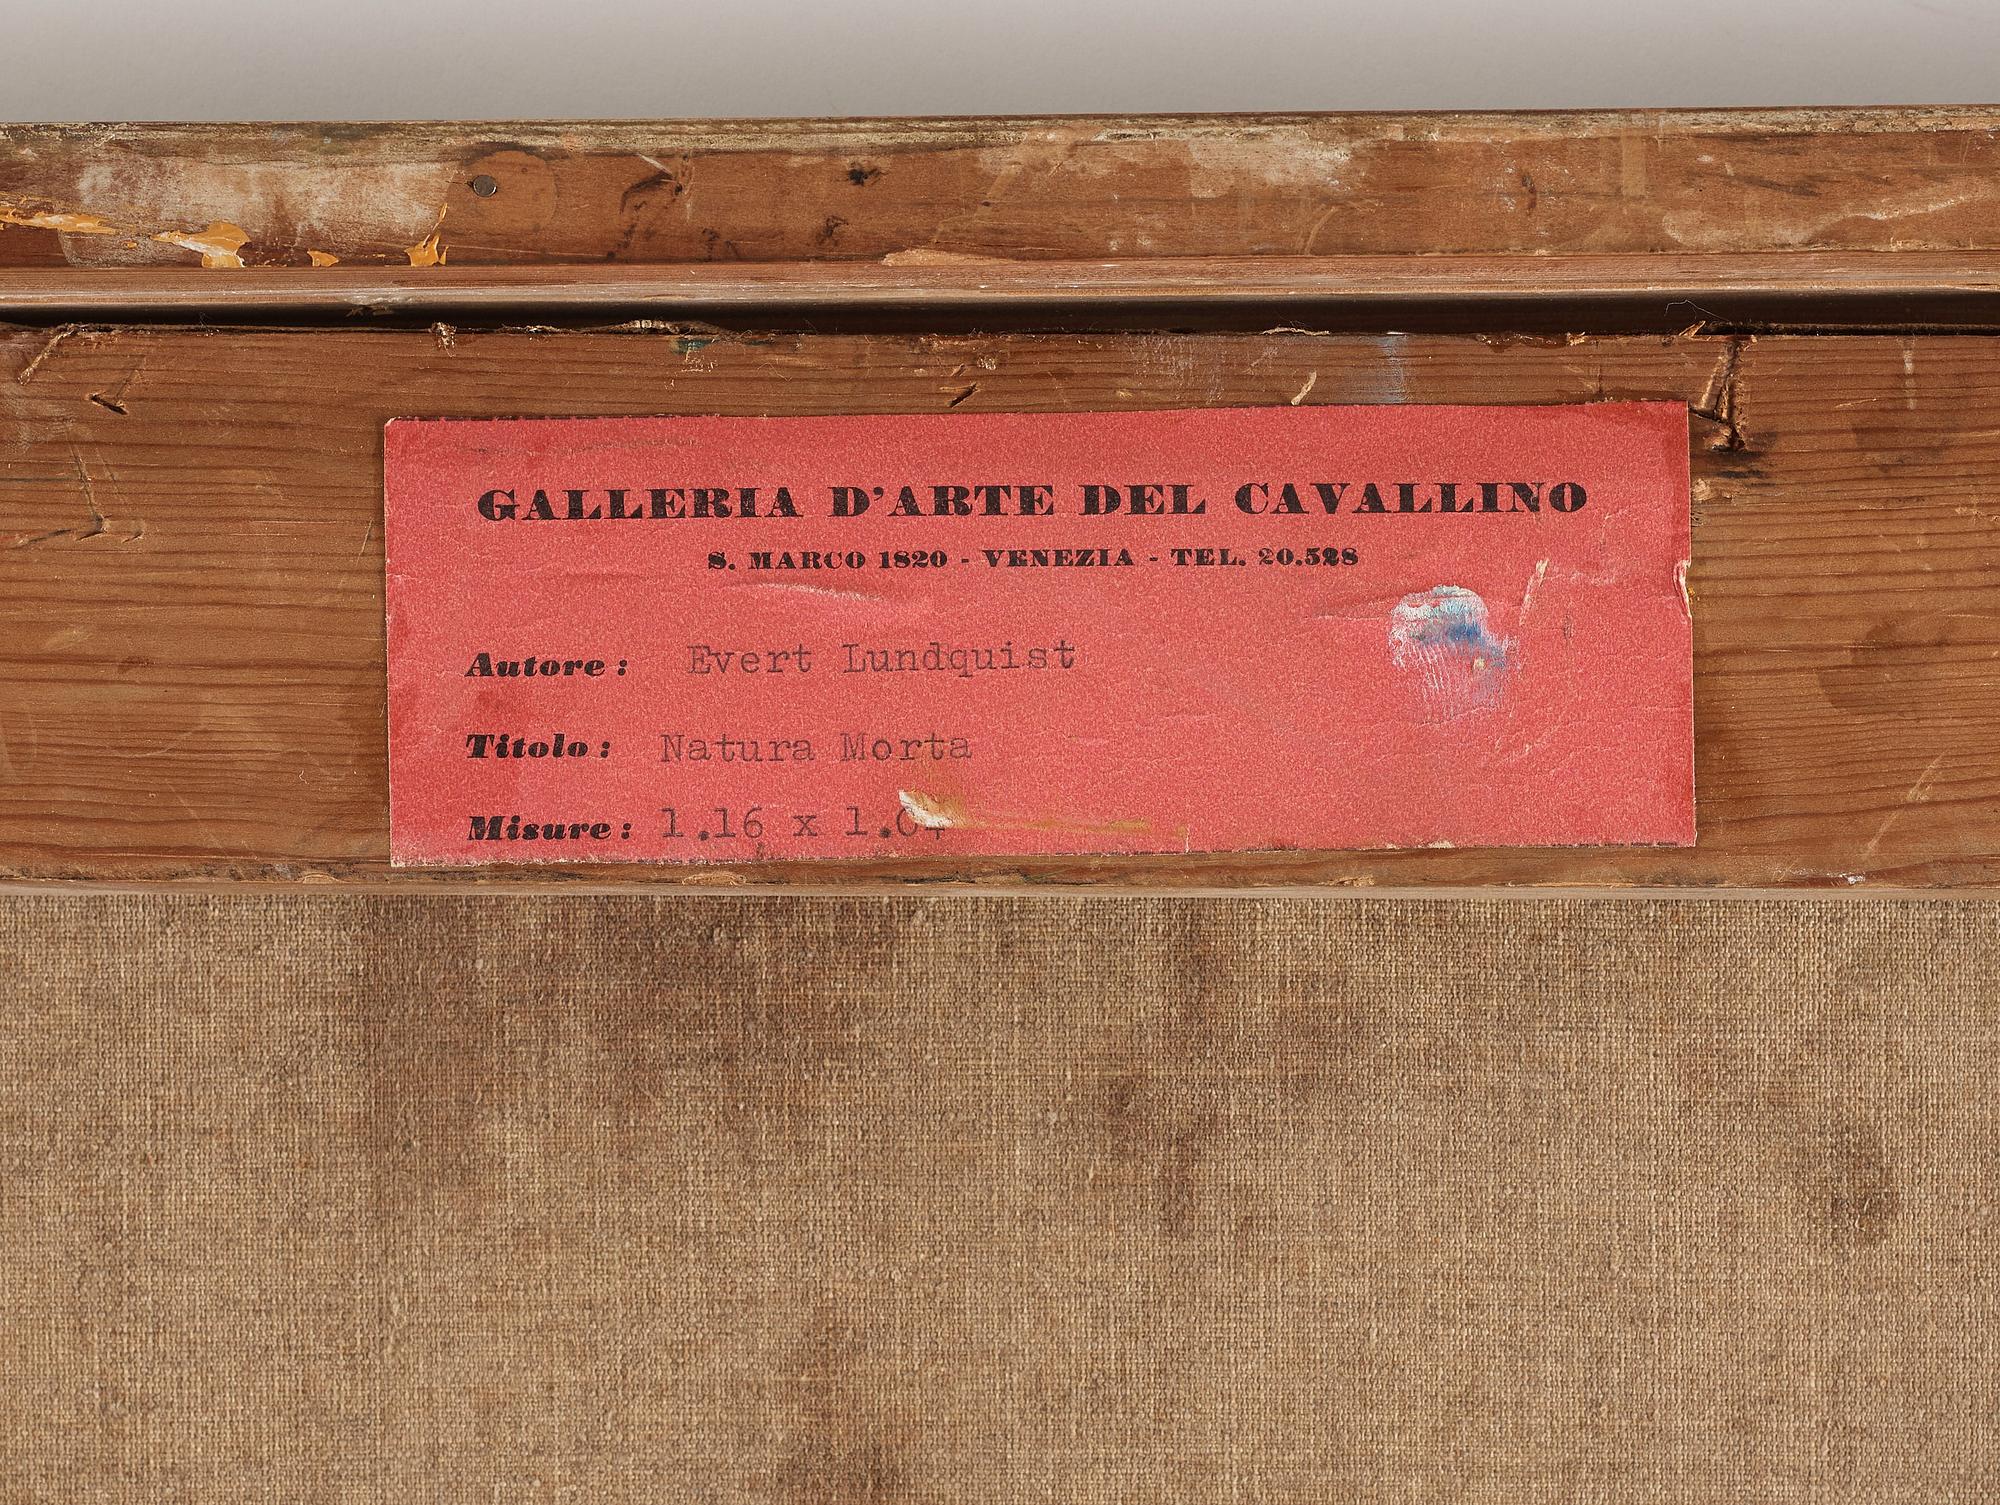 GALLERIA D'ARTE DEL CAVALLINO
S. MARCO 1820 - VENEZIA - TEL. 20.528
Autore: Evert Lundquist
Titolo: Natura Morta
Misure: 1.16 x 1.04